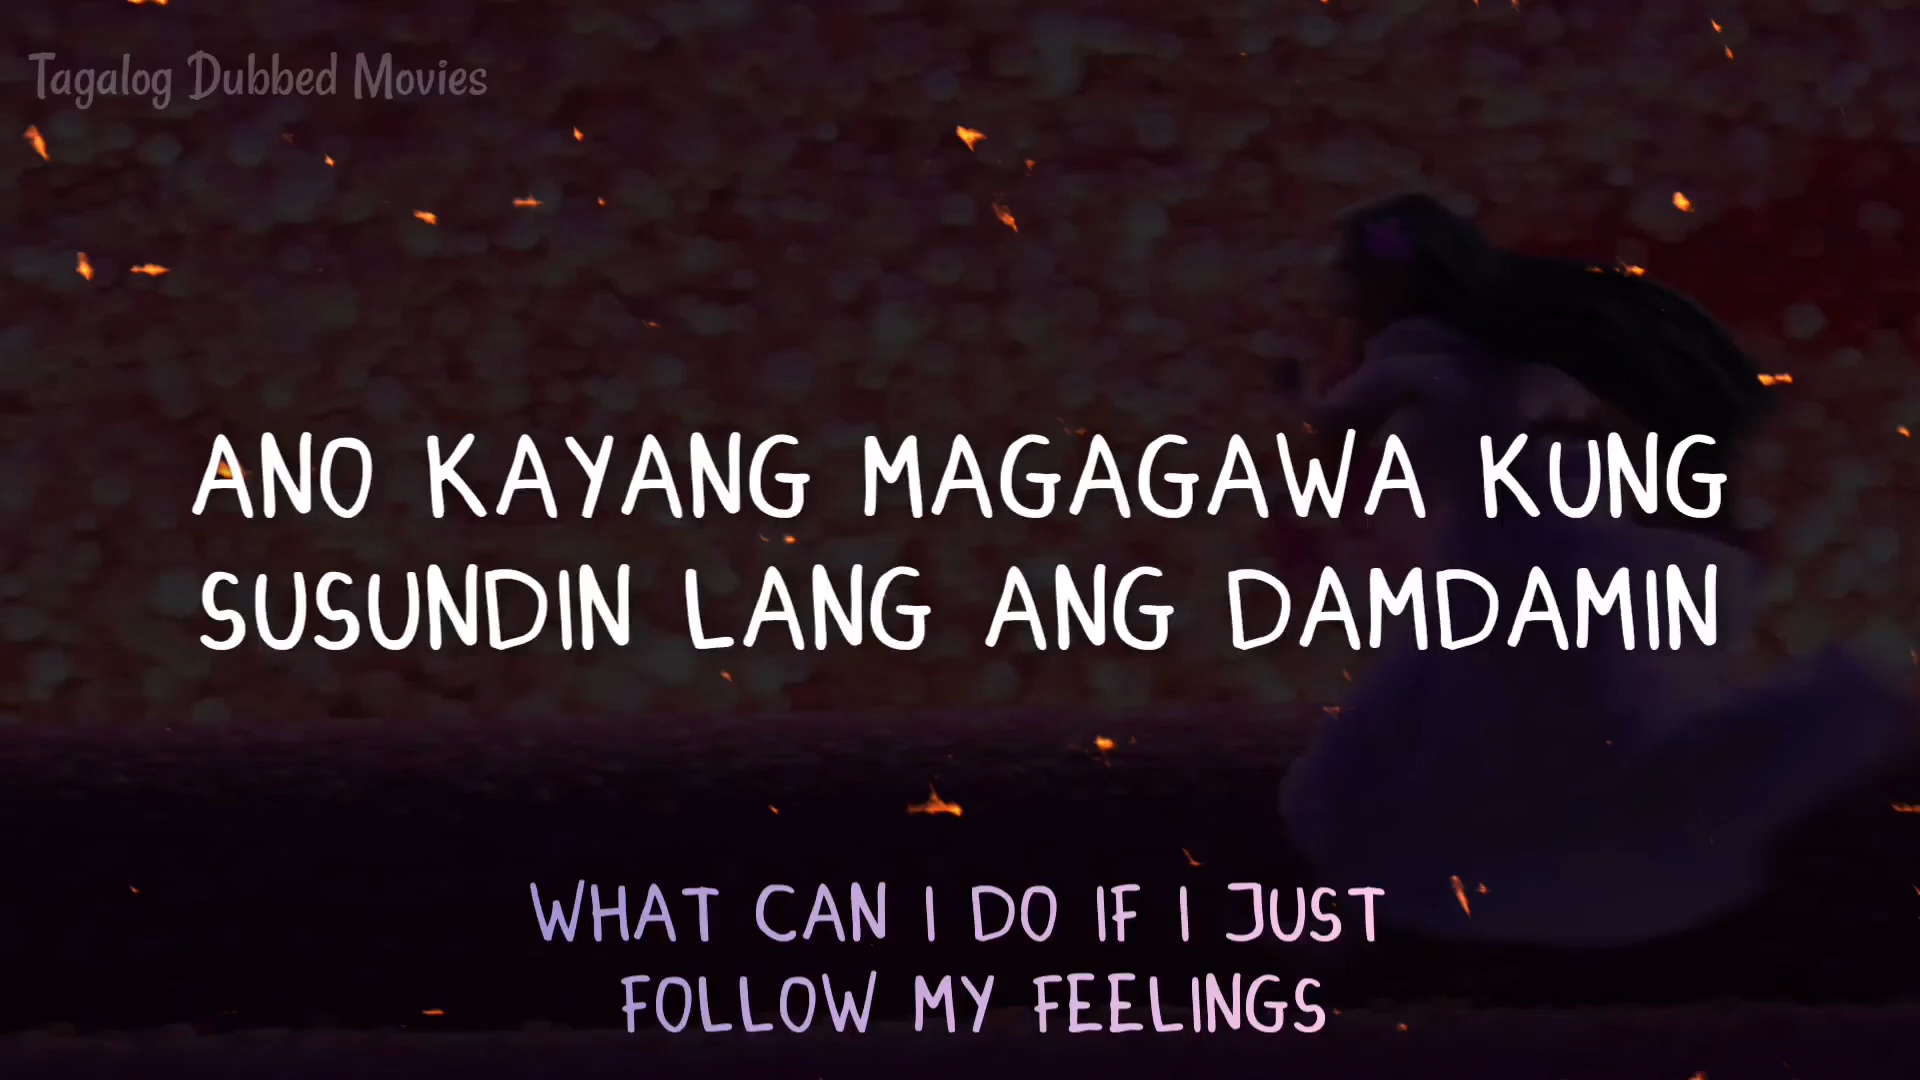 Tagalog Dubbed Movies
ANO KAYANG MAGAGAWA KUNG
SUSUNDIN LANG ANG DAMDAMIN
WHAT CAN I DO IF I JUST
FOLLOW MY FEELINGS